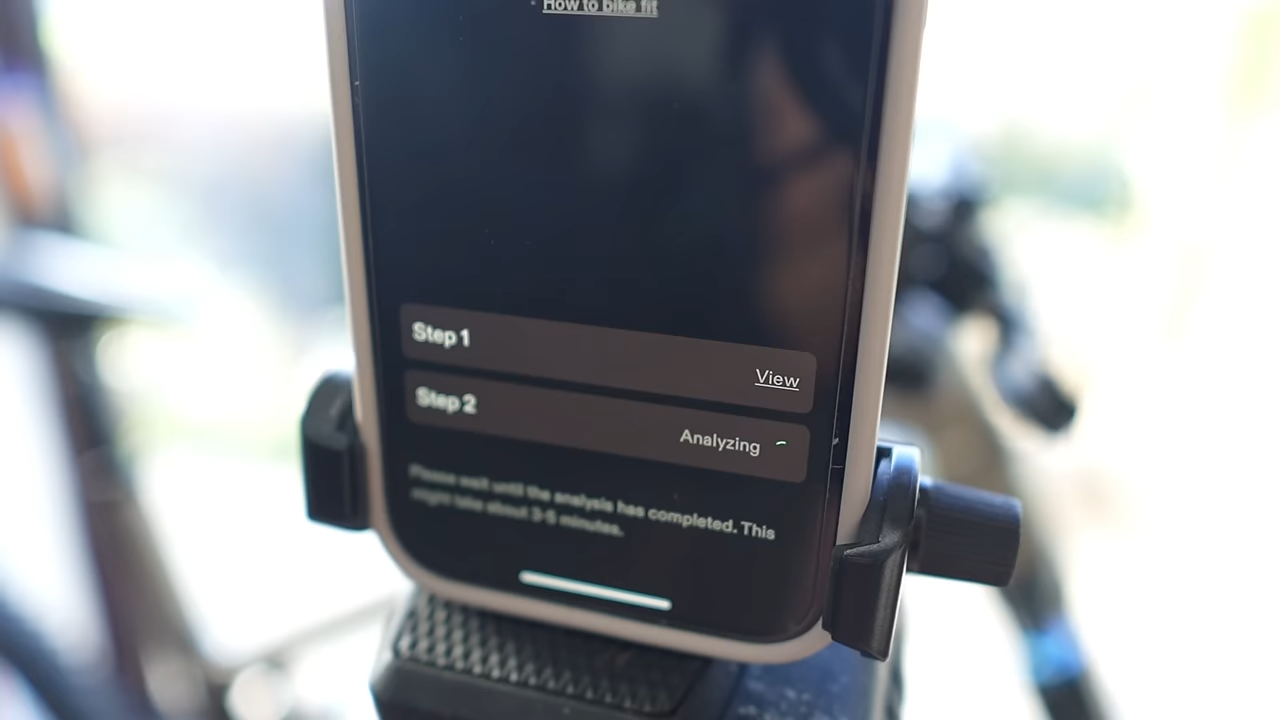 How to bike fit
Step 1
View
Step 2
Analyzing
Please wait until the analysis has completed. This
might take about 3-5 minutes.